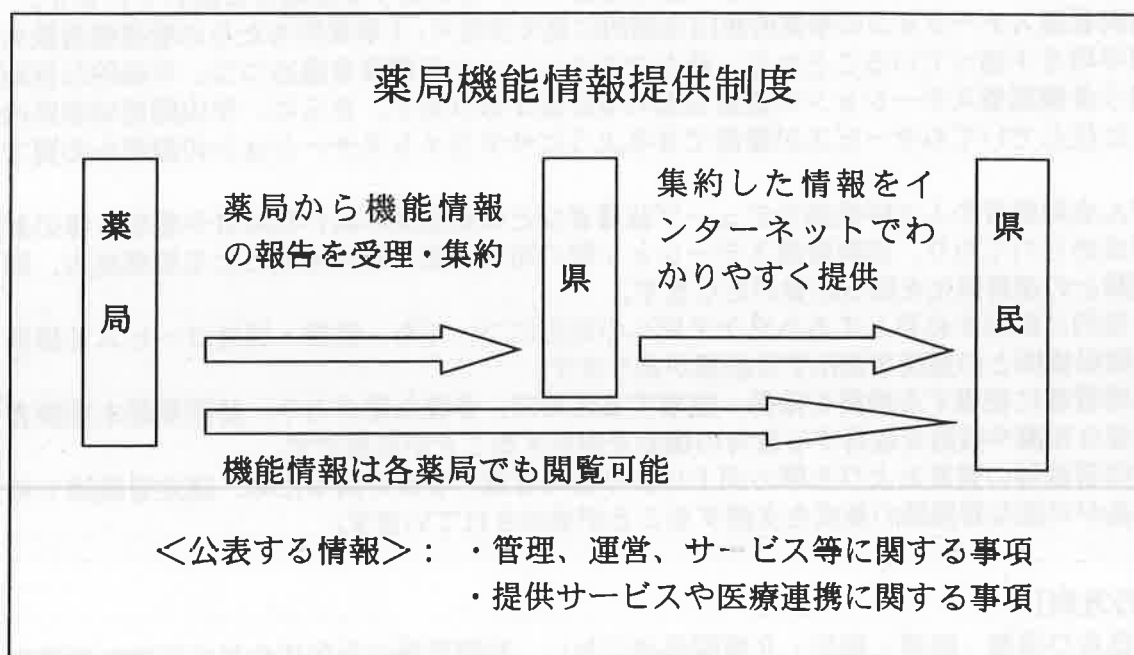 薬局機能情報提供制度
薬局
薬局から機能情報
の報告を受理・集約
県
集約した情報をイ
ンターネットでわ
かりやすく提供
県民
機能情報は各薬局でも閲覧可能
＜公表する情報＞： ・管理、運営、サービス等に関する事項
・提供サービスや医療連携に関する事項